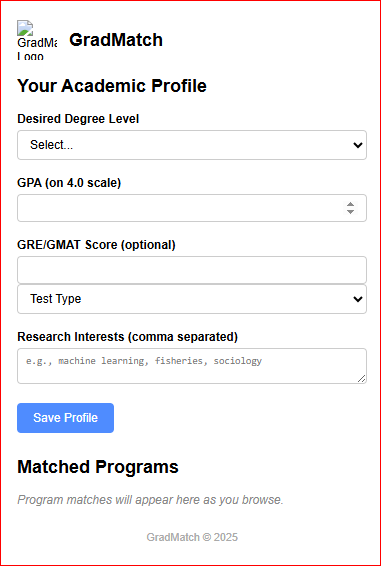 GradMa
Logo
GradMatch
Your Academic Profile
Desired Degree Level
Select...
GPA (on 4.0 scale)
GRE/GMAT Score (optional)
Test Type
Research Interests (comma separated)
e.g., machine learning, fisheries, sociology
Save Profile
Matched Programs
Program matches will appear here as you browse.
GradMatch © 2025